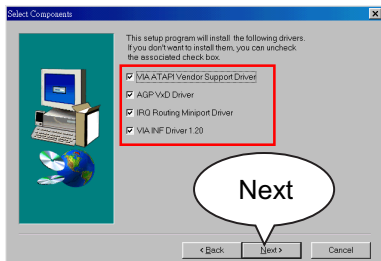 Select Components
This setup program will install the following drivers.
If you don't want to install them, you can uncheck
the associated check box.
VIA ATAPI Vendor Support Driver
AGP VxD Driver
IRQ Routing Miniport Driver
VIA INF Driver 1.20
Next
< Back
Next >
Cancel